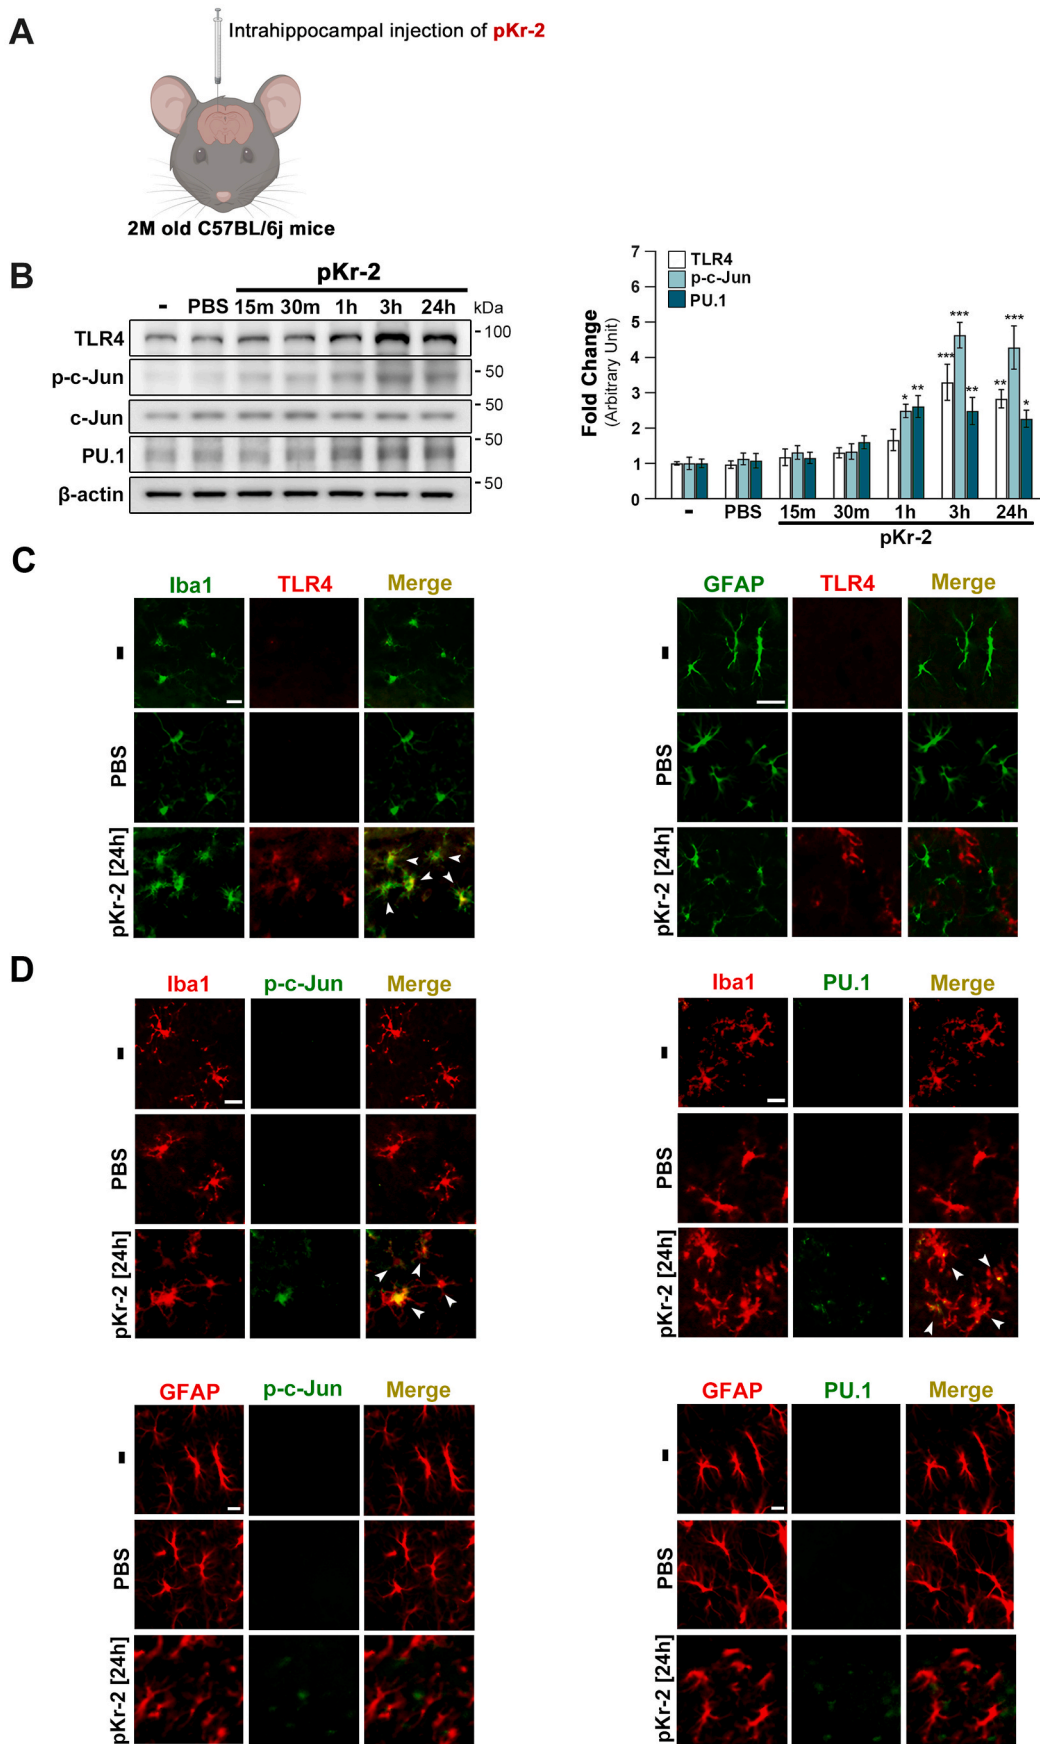 A
Intrahippocampal injection of pKr-2
2M old C57BL/6j mice
B
pKr-2
- PBS 15m 30m 1h 3h 24h kDa
TLR4
- 100
p-c-Jun
- 50
c-Jun
- 50
PU.1
- 50
β-actin
- 50
Fold Change
(Arbitrary Unit)
7
6
5
4
3
2
1
0
TLR4
p-c-Jun
PU.1
* ** *** *** ** ** *** *
- PBS 15m 30m 1h 3h 24h
pKr-2
C
Iba1 TLR4 Merge
-
PBS
pKr-2 [24h]
GFAP TLR4 Merge
-
PBS
pKr-2 [24h]
D
Iba1 p-c-Jun Merge
-
PBS
pKr-2 [24h]
Iba1 PU.1 Merge
-
PBS
pKr-2 [24h]
GFAP p-c-Jun Merge
-
PBS
pKr-2 [24h]
GFAP PU.1 Merge
-
PBS
pKr-2 [24h]